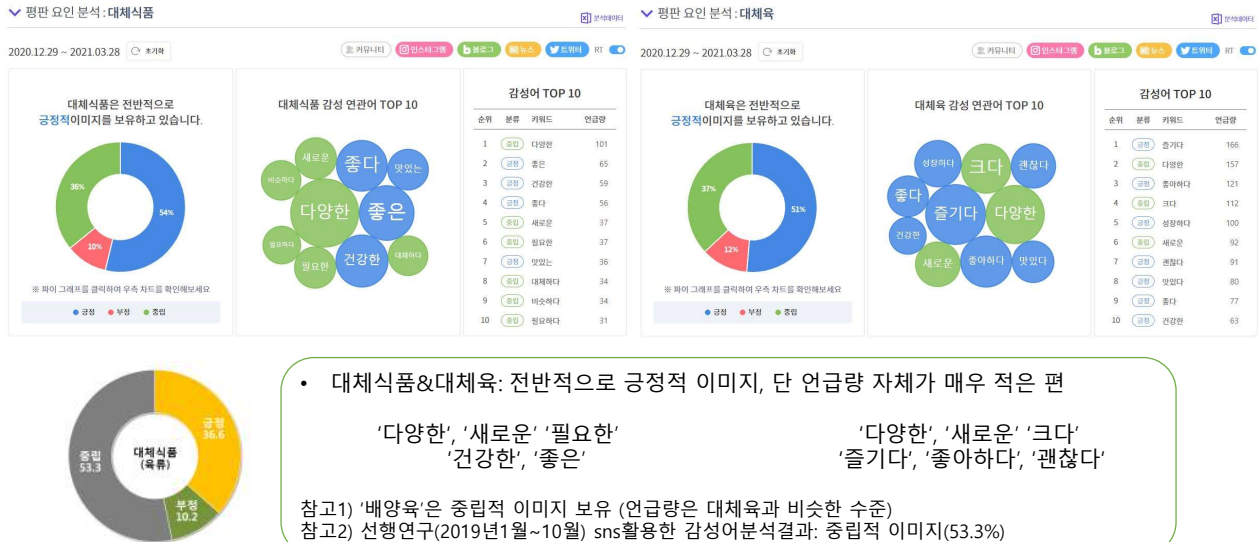 평판 요인 분석 : 대체식품
분석데이터
2020.12.29 ~ 2021.03.28 초기화
커뮤니티 인스타그램 블로그 뉴스 트위터 RT
대체식품은 전반적으로
긍정적이미지를 보유하고 있습니다.
36%
54%
10%
※ 파이 그래프를 클릭하여 우측 차트를 확인해보세요
긍정 부정 중립
대체식품 감성 연관어 TOP 10
새로운
좋다
맛있는
비슷하다
다양한
좋은
필요하다
필요한
건강한
대체하다
감성어 TOP 10
순위 분류 키워드 언급량
1 중립 다양한 101
2 긍정 좋은 65
3 긍정 건강한 59
4 긍정 좋다 56
5 중립 새로운 37
6 중립 필요한 37
7 긍정 맛있는 36
8 중립 대체하다 34
9 중립 비슷하다 34
10 중립 필요하다 31
평판 요인 분석 : 대체육
분석데이터
2020.12.29 ~ 2021.03.28 초기화
커뮤니티 인스타그램 블로그 뉴스 트위터 RT
대체육은 전반적으로
긍정적이미지를 보유하고 있습니다.
37%
51%
12%
※ 파이 그래프를 클릭하여 우측 차트를 확인해보세요
긍정 부정 중립
대체육 감성 연관어 TOP 10
성장하다
크다
괜찮다
좋다
즐기다
다양한
건강한
새로운
좋아하다
맛있다
감성어 TOP 10
순위 분류 키워드 언급량
1 긍정 즐기다 166
2 중립 다양한 157
3 긍정 좋아하다 121
4 중립 크다 112
5 긍정 성장하다 100
6 중립 새로운 92
7 긍정 괜찮다 91
8 긍정 맛있다 80
9 긍정 좋다 77
10 긍정 건강한 63
긍정
36.6
중립
53.3
대체식품
(육류)
부정
10.2
• 대체식품&대체육: 전반적으로 긍정적 이미지, 단 언급량 자체가 매우 적은 편
‘다양한‘, ‘새로운’ ‘필요한’
‘건강한‘, ‘좋은’
‘다양한‘, ‘새로운’ ‘크다’
‘즐기다’, ‘좋아하다’, ‘괜찮다‘
참고1) ‘배양육’은 중립적 이미지 보유 (언급량은 대체육과 비슷한 수준)
참고2) 선행연구(2019년1월~10월) sns활용한 감성어분석결과: 중립적 이미지(53.3%)